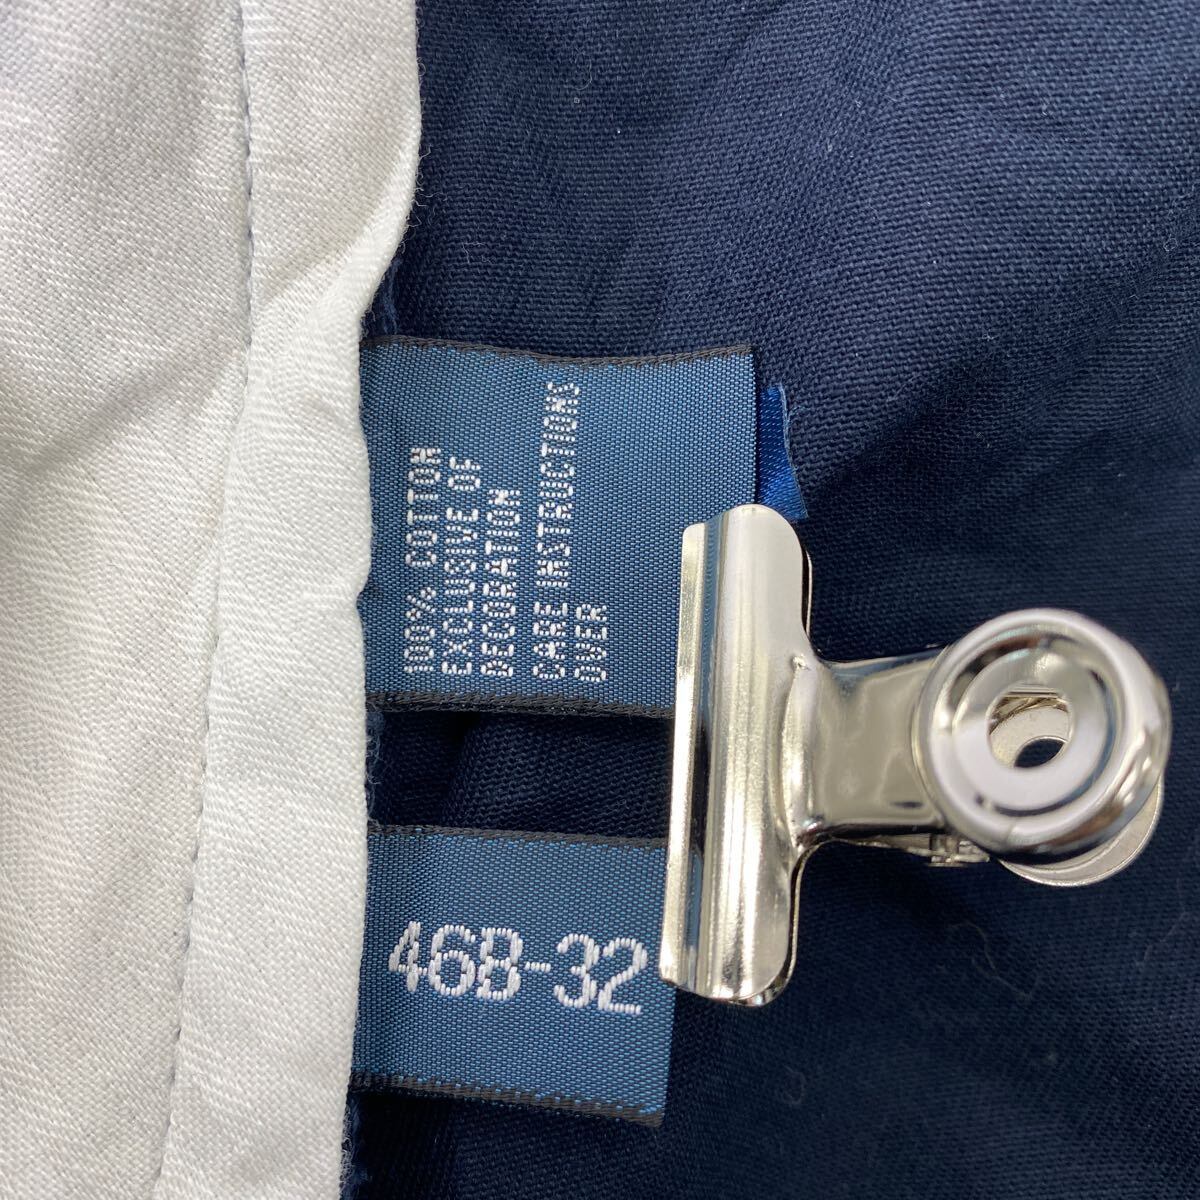 100% COTTON
EXCLUSIVE OF
DECORATION
CARE INSTRUCTIONS
OVER
46B-32